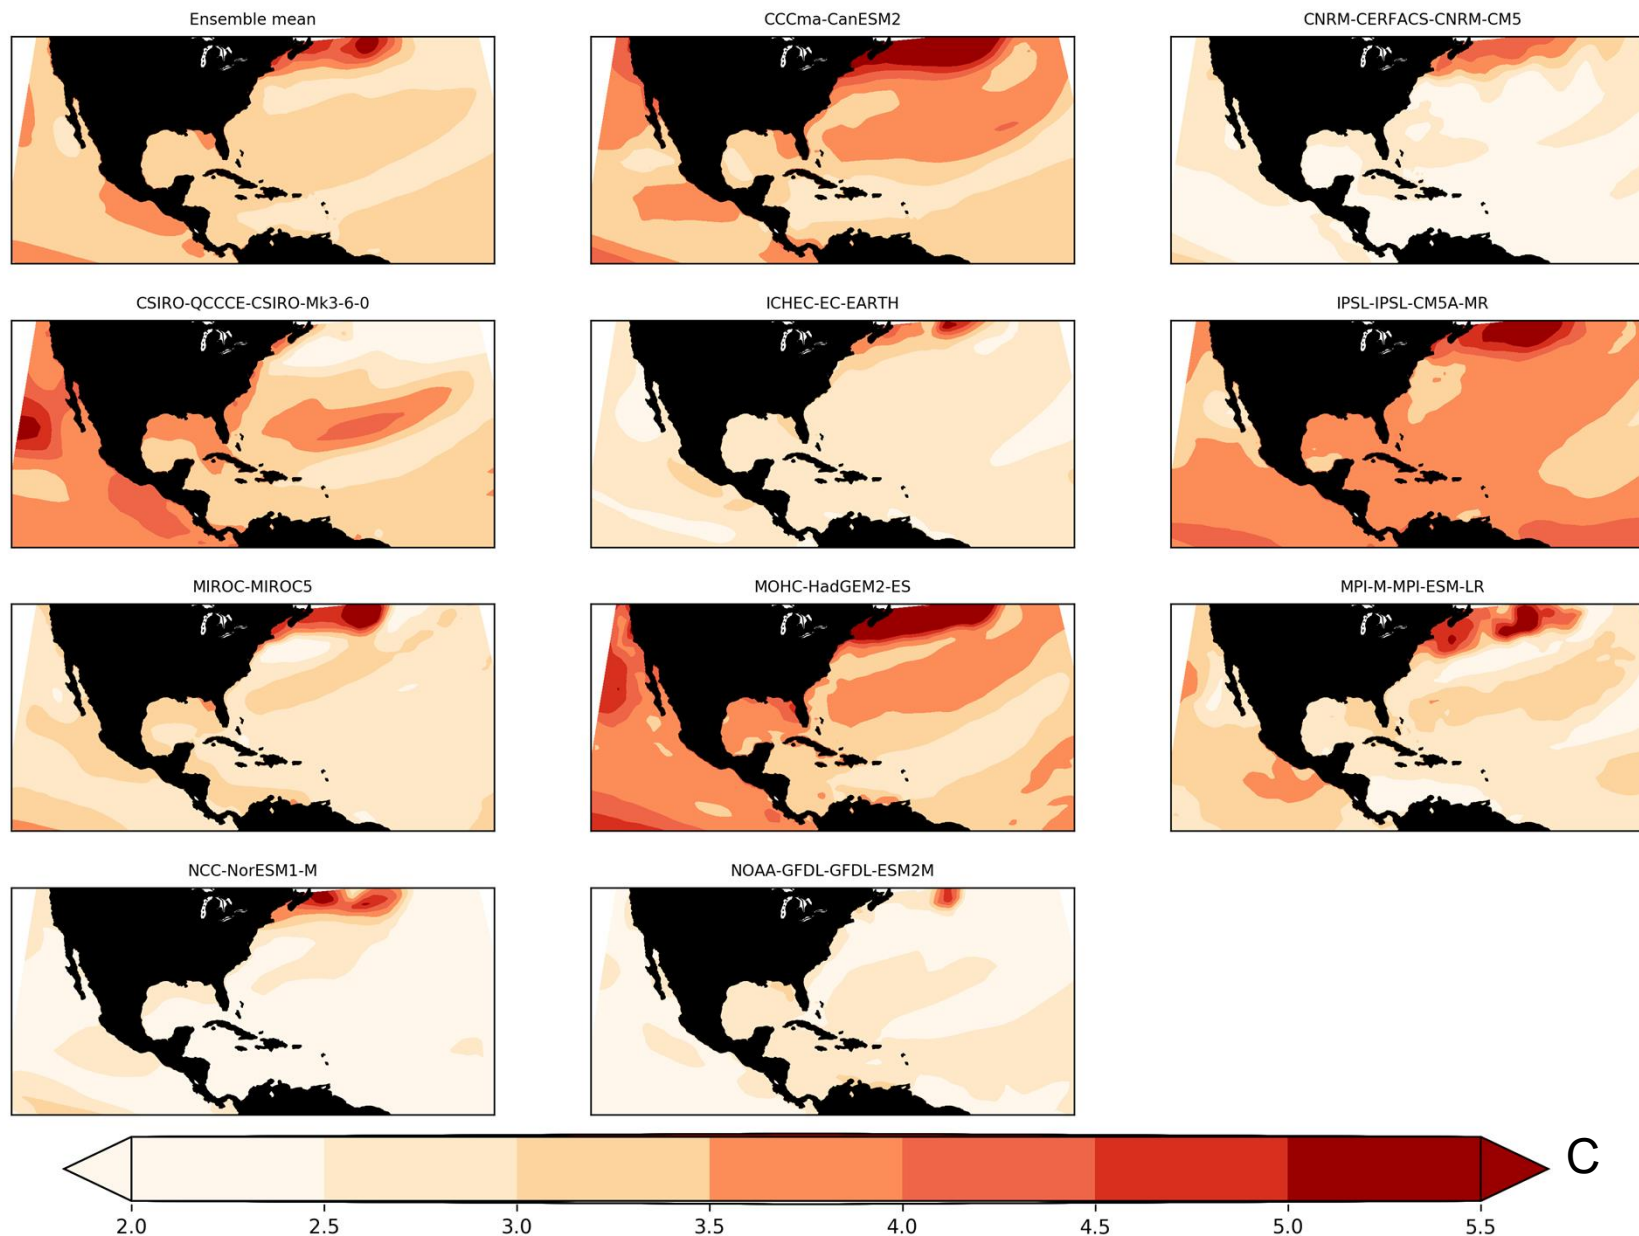 Ensemble mean
CCCma-CanESM2
CNRM-CERFACS-CNRM-CM5
CSIRO-QCCCE-CSIRO-Mk3-6-0
ICHEC-EC-EARTH
IPSL-IPSL-CM5A-MR
MIROC-MIROC5
MOHC-HadGEM2-ES
MPI-M-MPI-ESM-LR
NCC-NorESM1-M
NOAA-GFDL-GFDL-ESM2M
C
2.0 2.5 3.0 3.5 4.0 4.5 5.0 5.5